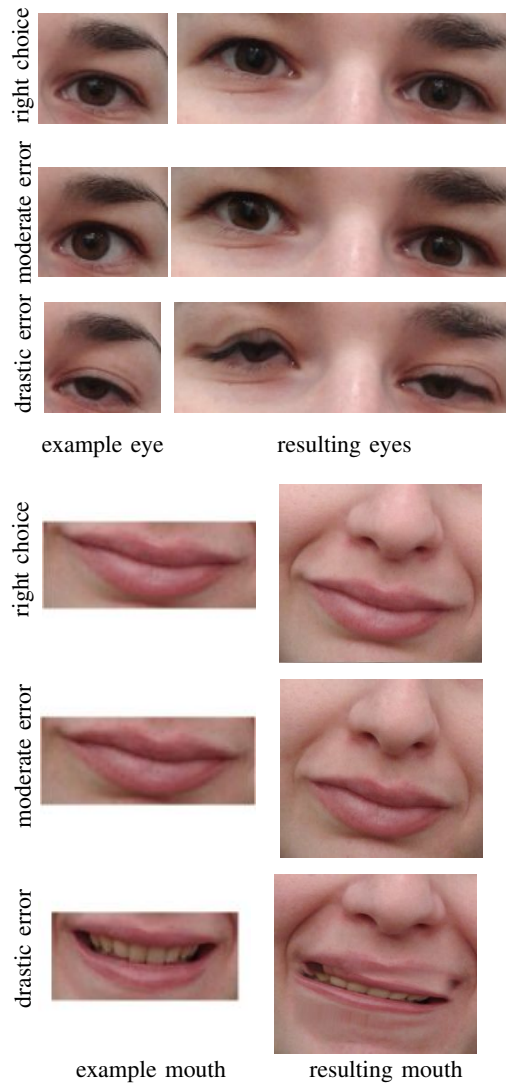 right choice
moderate error
drastic error
example eye resulting eyes
right choice
moderate error
drastic error
example mouth resulting mouth